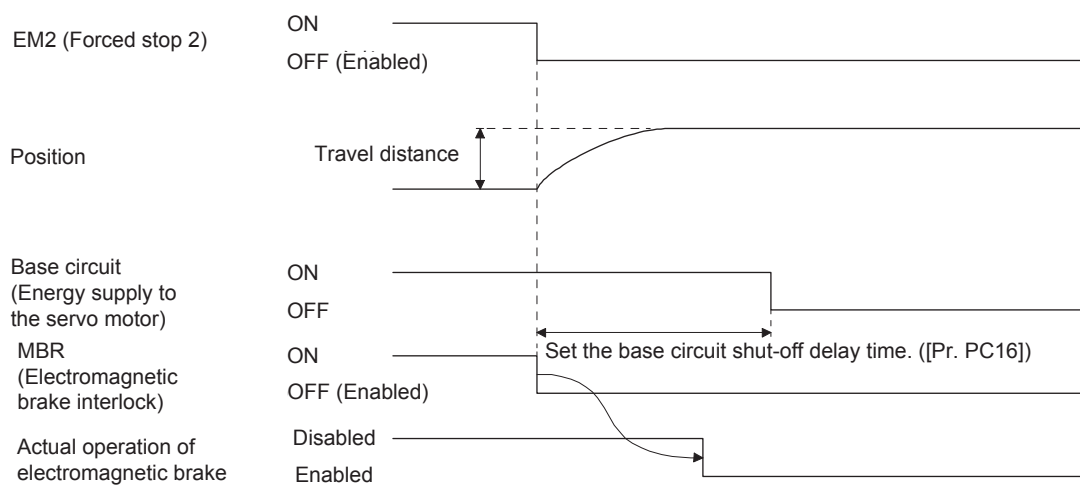 EM2 (Forced stop 2)
ON
OFF (Enabled)
Position
Travel distance
Base circuit
(Energy supply to
the servo motor)
ON
OFF
Set the base circuit shut-off delay time. ([Pr. PC16])
MBR
(Electromagnetic
brake interlock)
ON
OFF (Enabled)
Actual operation of
electromagnetic brake
Disabled
Enabled